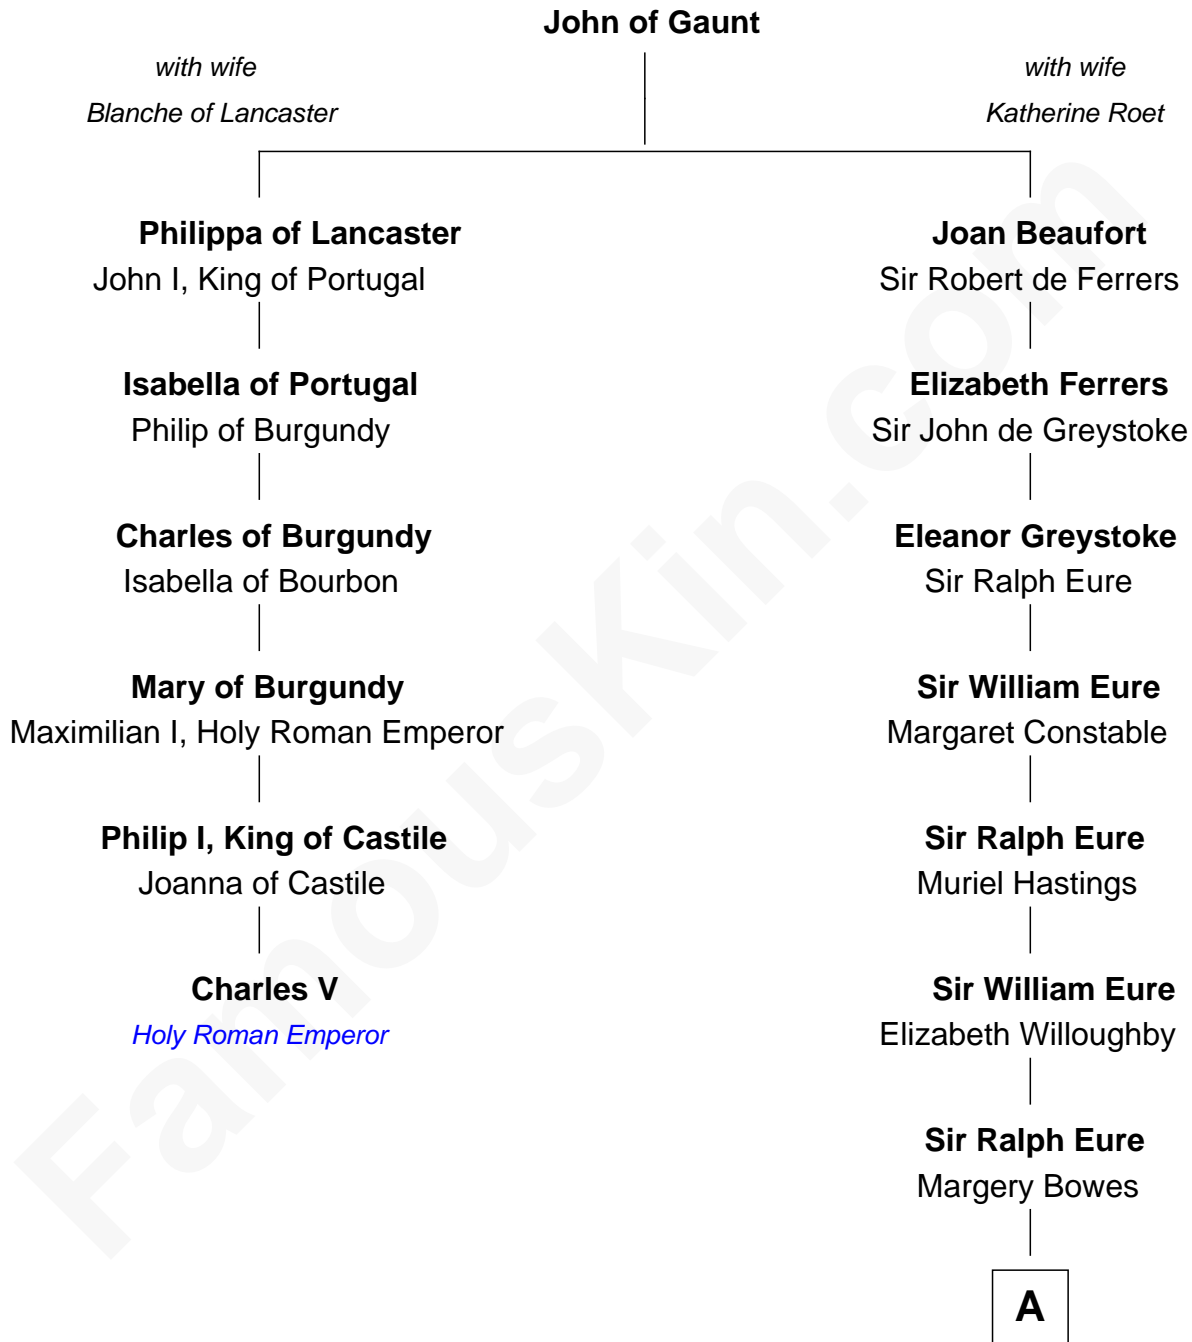 John of Gaunt
with wife
Blanche of Lancaster
with wife
Katherine Roet
Philippa of Lancaster
John I, King of Portugal
Joan Beaufort
Sir Robert de Ferrers
Isabella of Portugal
Philip of Burgundy
Elizabeth Ferrers
Sir John de Greystoke
Charles of Burgundy
Isabella of Bourbon
Eleanor Greystoke
Sir Ralph Eure
Mary of Burgundy
Maximilian I, Holy Roman Emperor
Sir William Eure
Margaret Constable
Philip I, King of Castile
Joanna of Castile
Sir Ralph Eure
Muriel Hastings
Charles V
Holy Roman Emperor
Sir William Eure
Elizabeth Willoughby
Sir Ralph Eure
Margery Bowes
A
FamousKin.com